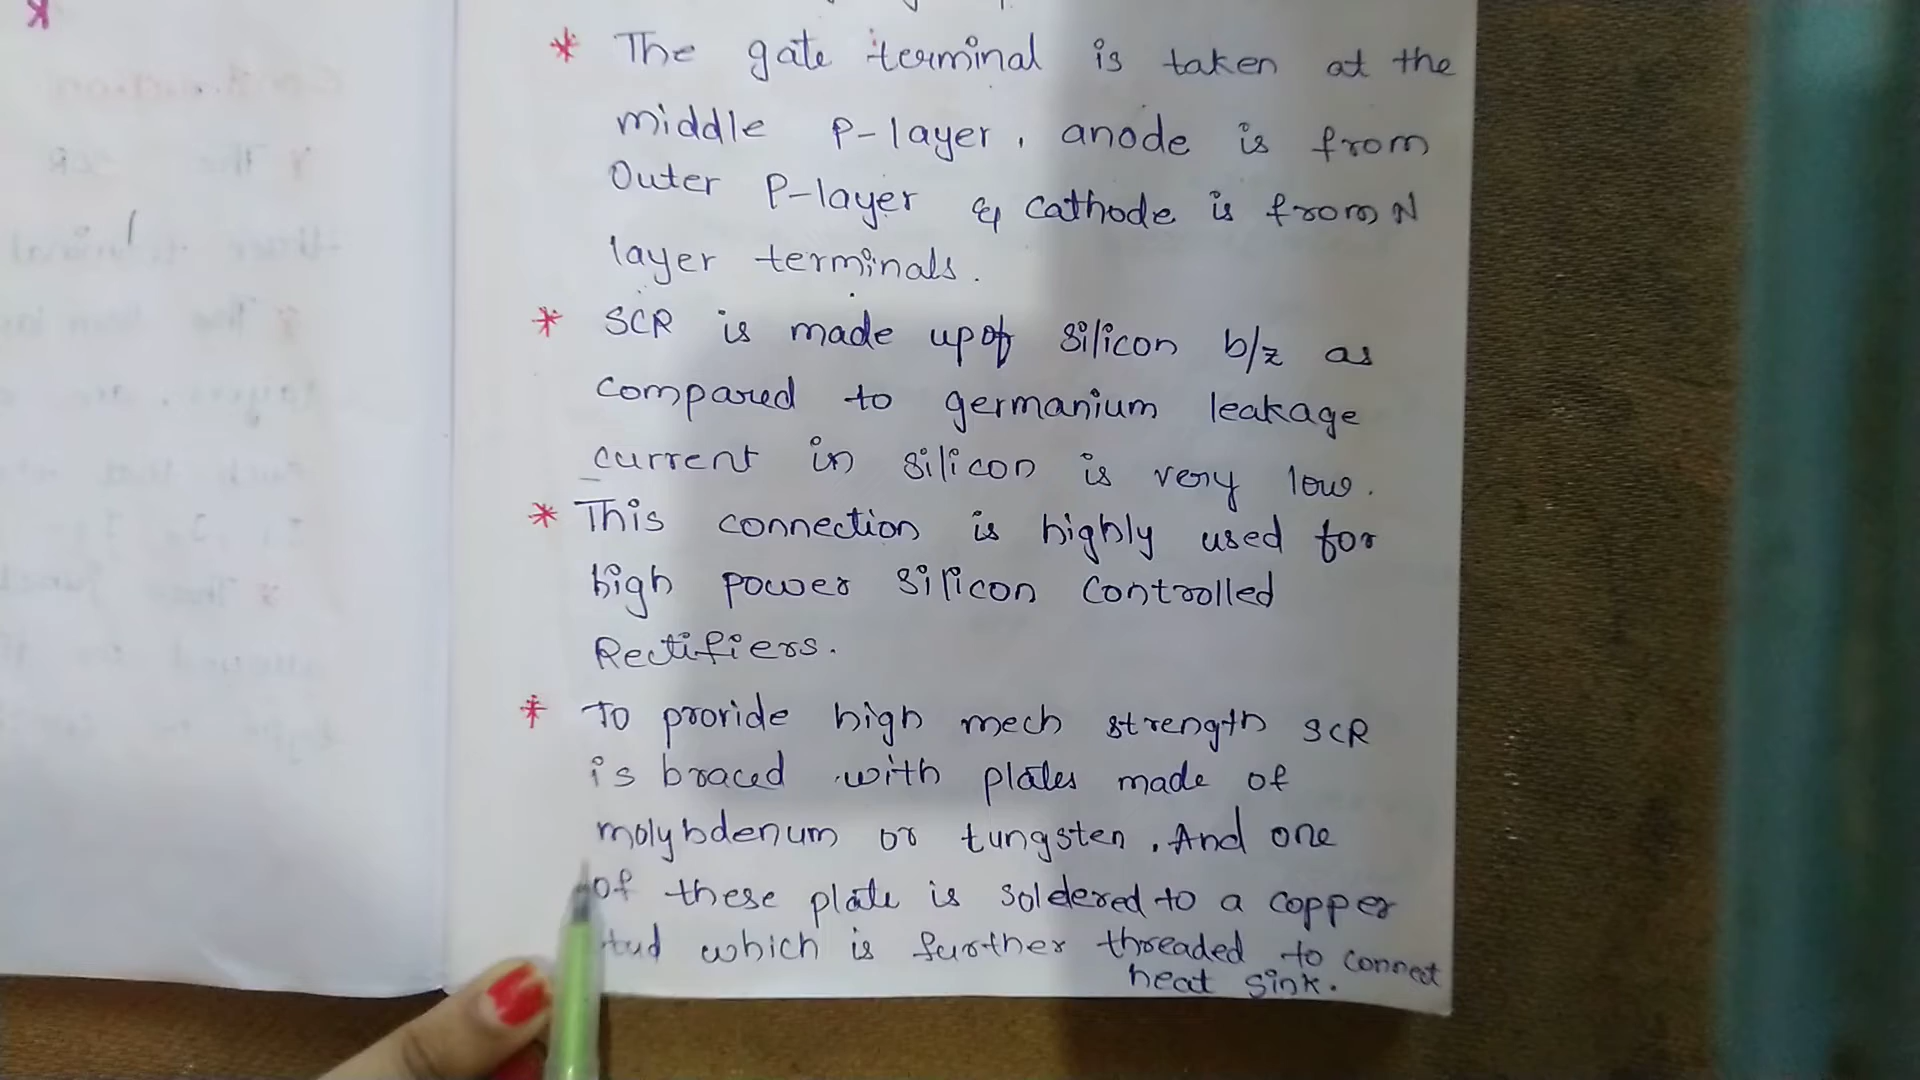 * The gate terminal is taken at the
middle P-layer, anode is from
Outer P-layer & cathode is from N
layer terminals.
* SCR is made upof silicon b/z as
compared to germanium leakage
current in silicon is very low.
* This connection is highly used for
high power silicon controlled
Rectifiers.
* To provide high mech strength SCR
is braced with plates made of
molybdenum or tungsten. And one
of these plate is soldered to a copper
which is further threaded to connect
heat sink.